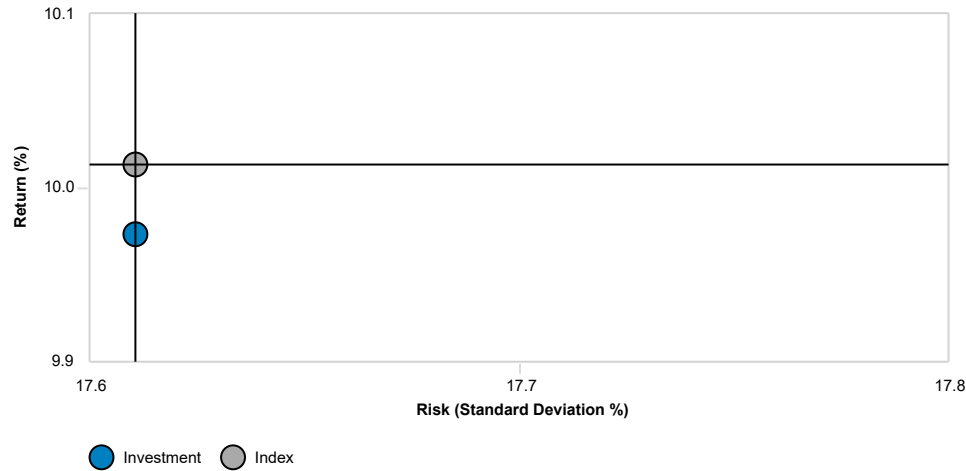 10.1
Return (%)
10.0
9.9
17.6 17.7 17.8
Risk (Standard Deviation %)
Investment Index